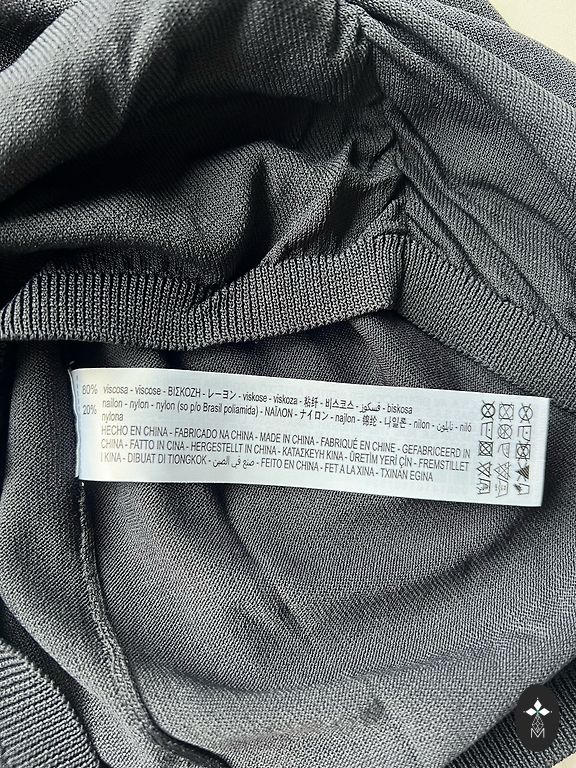 80% viscosa - viscose - ΒΙΣΚΟΖΗ - レーヨン - viskose - viskoza - 粘纤 - 비스코스 - فسكوز - biskosa
20% nailon - nylon - nylon (so p/o Brasil poliamida) - ΝΑΪΛΟΝ - ナイロン - najlon - 锦纶 - 나일론 - nilon - نايلون - niló
nylona
HECHO EN CHINA - FABRICADO NA CHINA - MADE IN CHINA - FABRIQUÉ EN CHINE - GEFABRICEERD IN
CHINA - FATTO IN CINA - HERGESTELLT IN CHINA - ΚΑΤΑΣΚΕΥΗ ΚΙΝΑ - ÜRETİM YERİ ÇİN - FREMSTILLET
I KINA - DIBUAT DI TIONGKOK - صنع في الصين - FEITO EN CHINA - FET A LA XINA - TXINAN EGINA
M